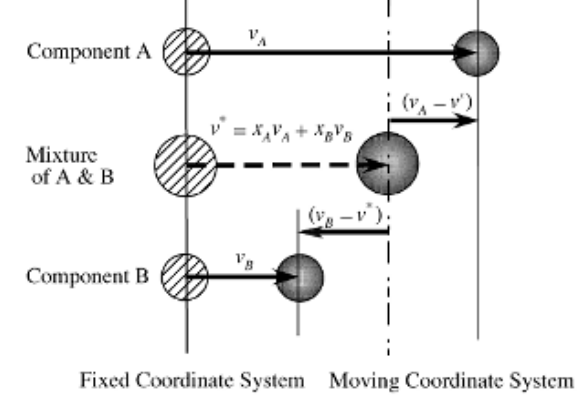 Component A
v_A
(v_A − v')
v* = x_A v_A + x_B v_B
Mixture
of A & B
(v_B − v*)
v_B
Component B
Fixed Coordinate System
Moving Coordinate System